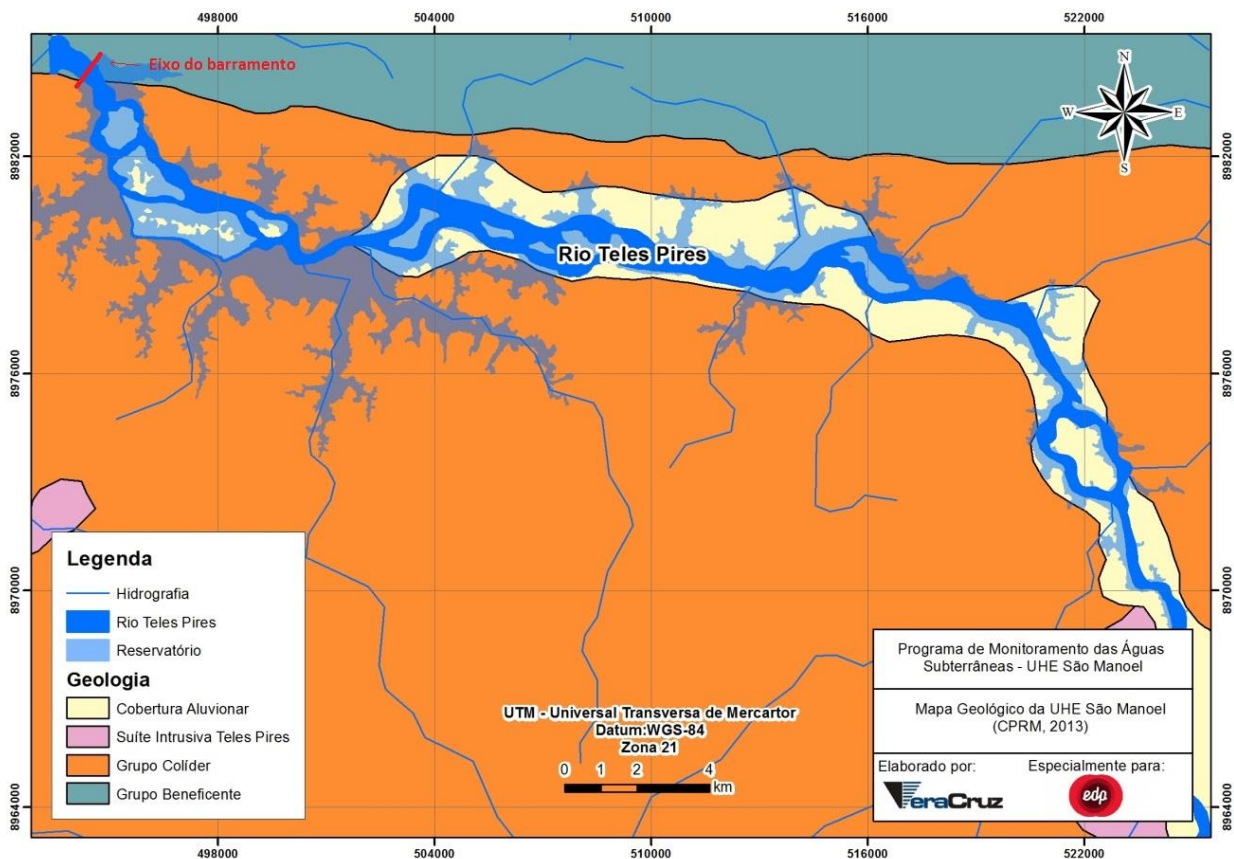 498000
504000
510000
516000
522000
Eixo do barramento
N
W
E
S
8982000
8982000
Rio Teles Pires
8976000
8976000
8970000
8970000
Legenda
Hidrografia
Rio Teles Pires
Reservatório
Geologia
Cobertura Aluvionar
Suíte Intrusiva Teles Pires
Grupo Colíder
Grupo Beneficente
UTM - Universal Transversa de Mercartor
Datum:WGS-84
Zona 21
0 1 2 4
km
Programa de Monitoramento das Águas
Subterrâneas - UHE São Manoel
Mapa Geológico da UHE São Manoel
(CPRM, 2013)
Elaborado por:
Especialmente para:
VeraCruz
edp
8964000
8964000
498000
504000
510000
516000
522000